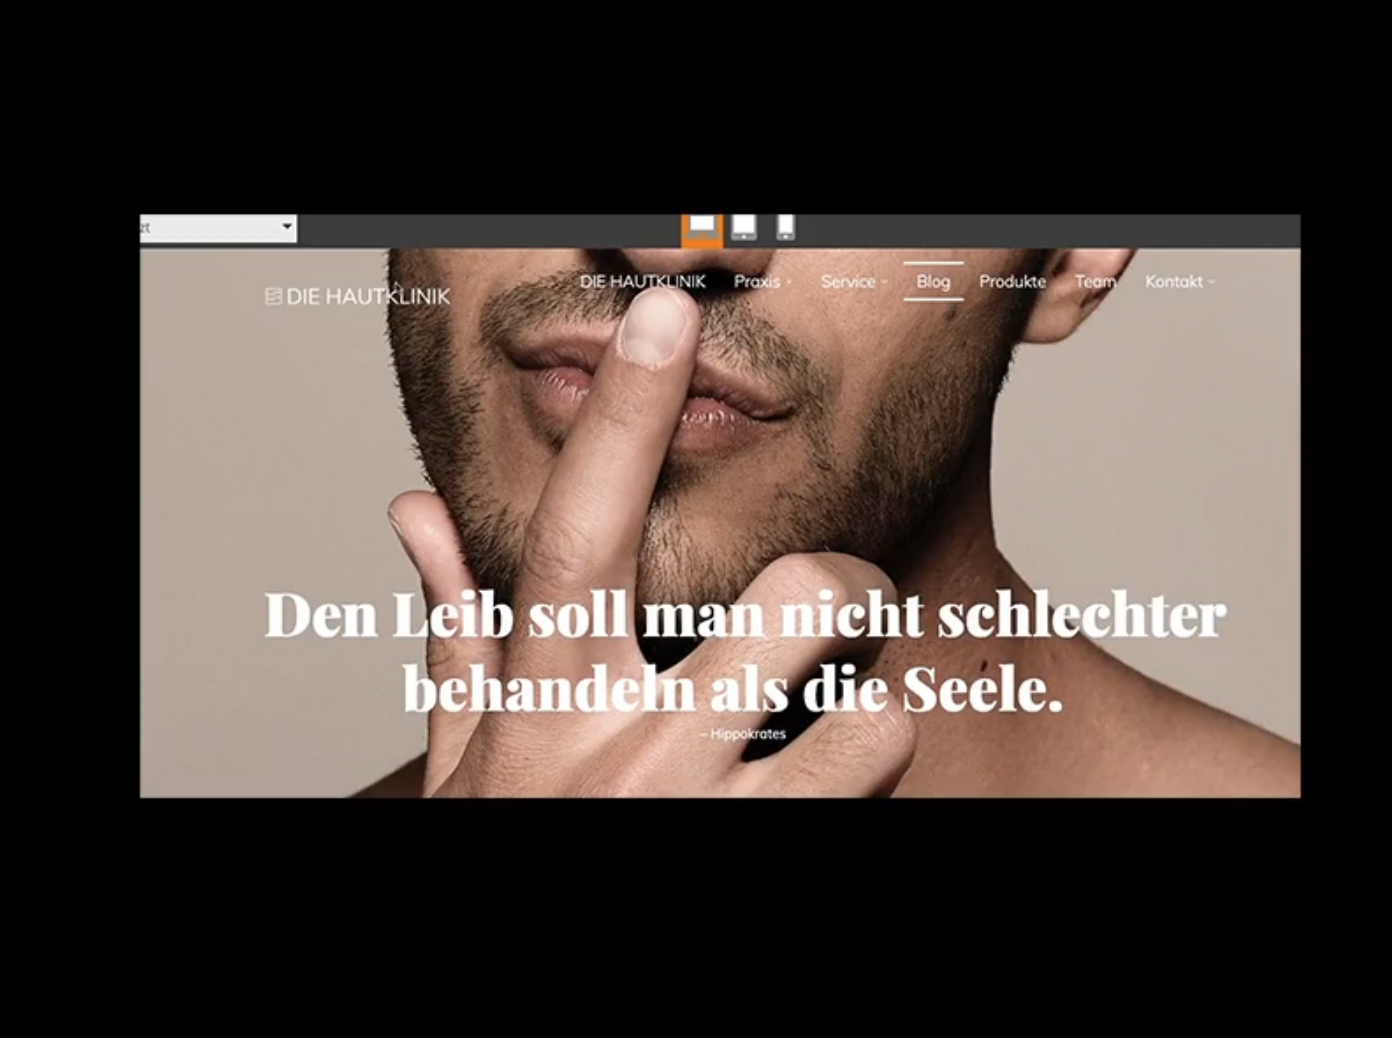 zt
DIE HAUTKLINIK
DIE HAUTKLINIK Praxis Service Blog Produkte Team Kontakt
Den Leib soll man nicht schlechter
behandeln als die Seele.
– Hippokrates